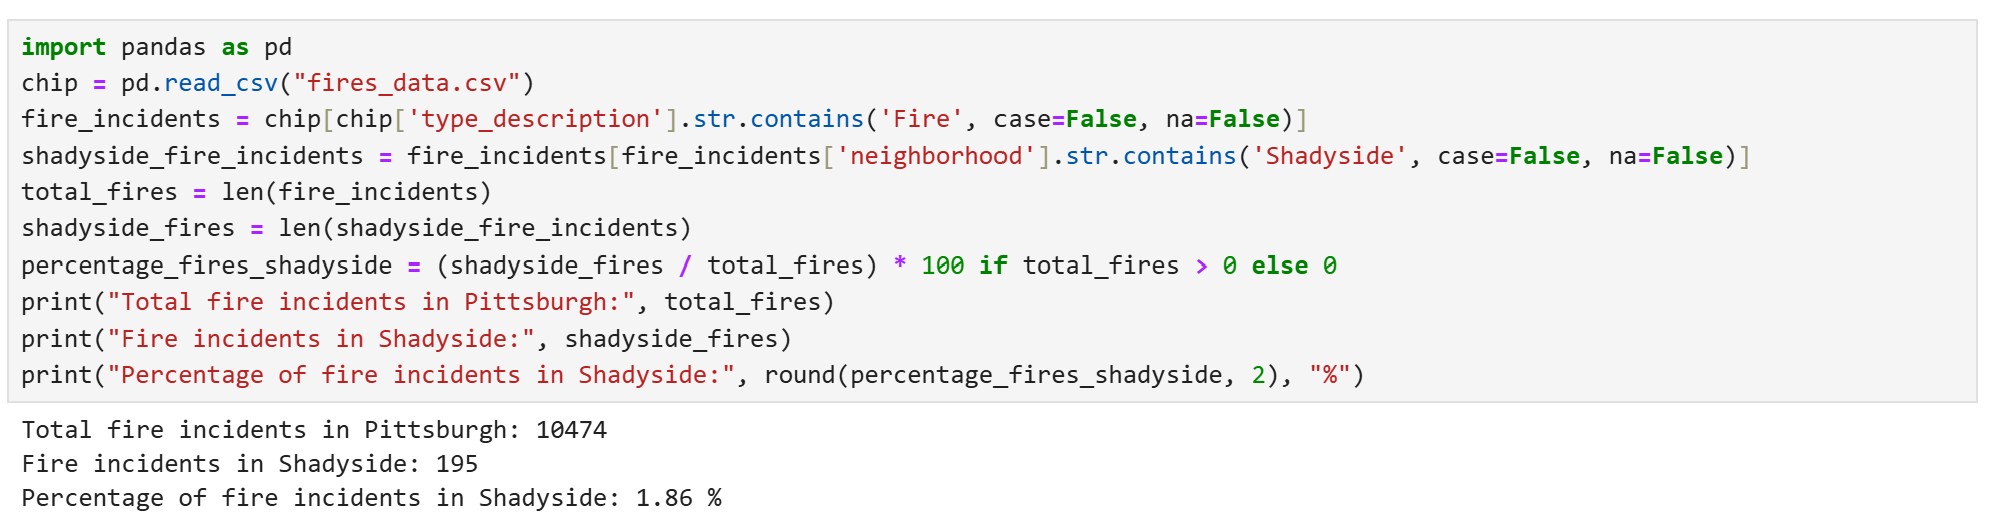 import pandas as pd
chip = pd.read_csv("fires_data.csv")
fire_incidents = chip[chip['type_description'].str.contains('Fire', case=False, na=False)]
shadyside_fire_incidents = fire_incidents[fire_incidents['neighborhood'].str.contains('Shadyside', case=False, na=False)]
total_fires = len(fire_incidents)
shadyside_fires = len(shadyside_fire_incidents)
percentage_fires_shadyside = (shadyside_fires / total_fires) * 100 if total_fires > 0 else 0
print("Total fire incidents in Pittsburgh:", total_fires)
print("Fire incidents in Shadyside:", shadyside_fires)
print("Percentage of fire incidents in Shadyside:", round(percentage_fires_shadyside, 2), "%")
Total fire incidents in Pittsburgh: 10474
Fire incidents in Shadyside: 195
Percentage of fire incidents in Shadyside: 1.86 %